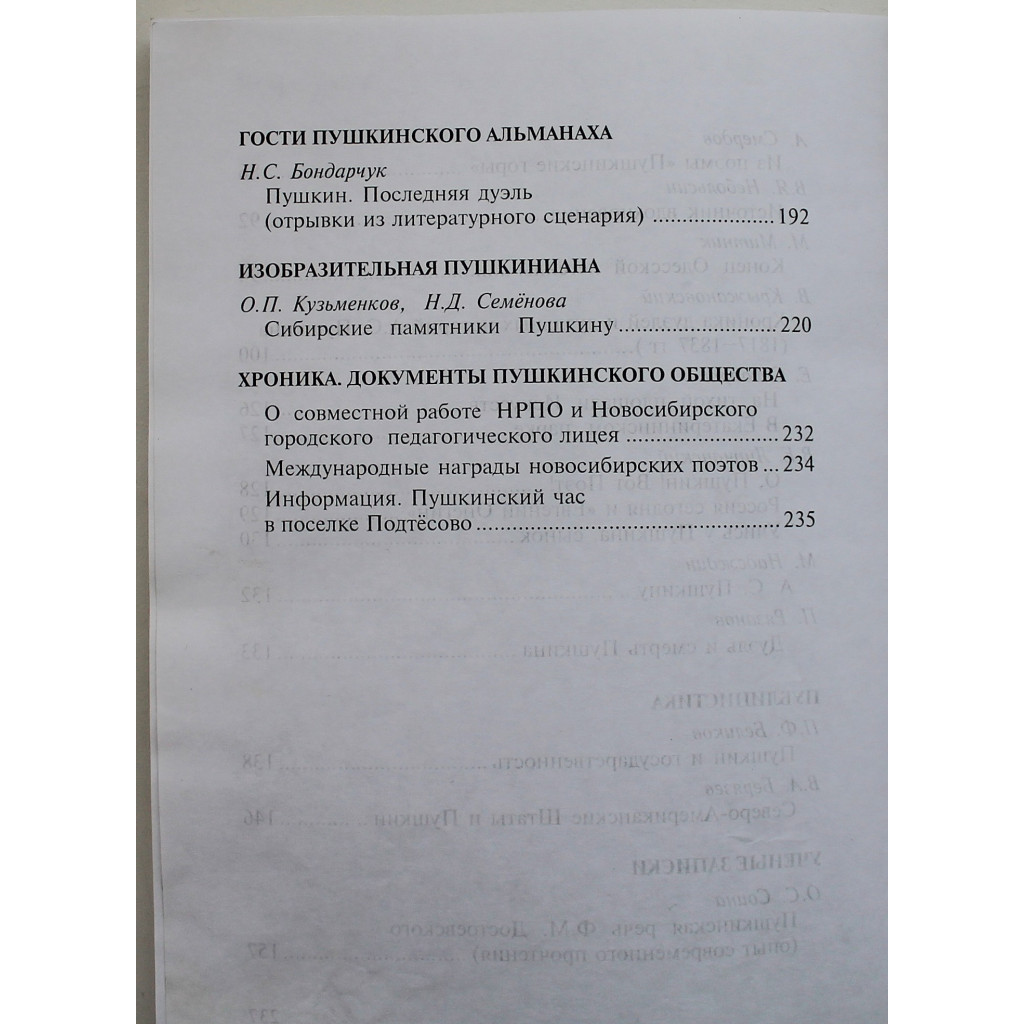 ГОСТИ ПУШКИНСКОГО АЛЬМАНАХА
Н.С. Бондарчук
Пушкин. Последняя дуэль
(отрывки из литературного сценария) ......................192
ИЗОБРАЗИТЕЛЬНАЯ ПУШКИНИАНА
О.П. Кузьменков, Н.Д. Семёнова
Сибирские памятники Пушкину...........................220
ХРОНИКА. ДОКУМЕНТЫ ПУШКИНСКОГО ОБЩЕСТВА
О совместной работе НРПО и Новосибирского
городского педагогического лицея ..........................232
Международные награды новосибирских поэтов ...234
Информация. Пушкинский час
в поселке Подтёсово.....................................................235